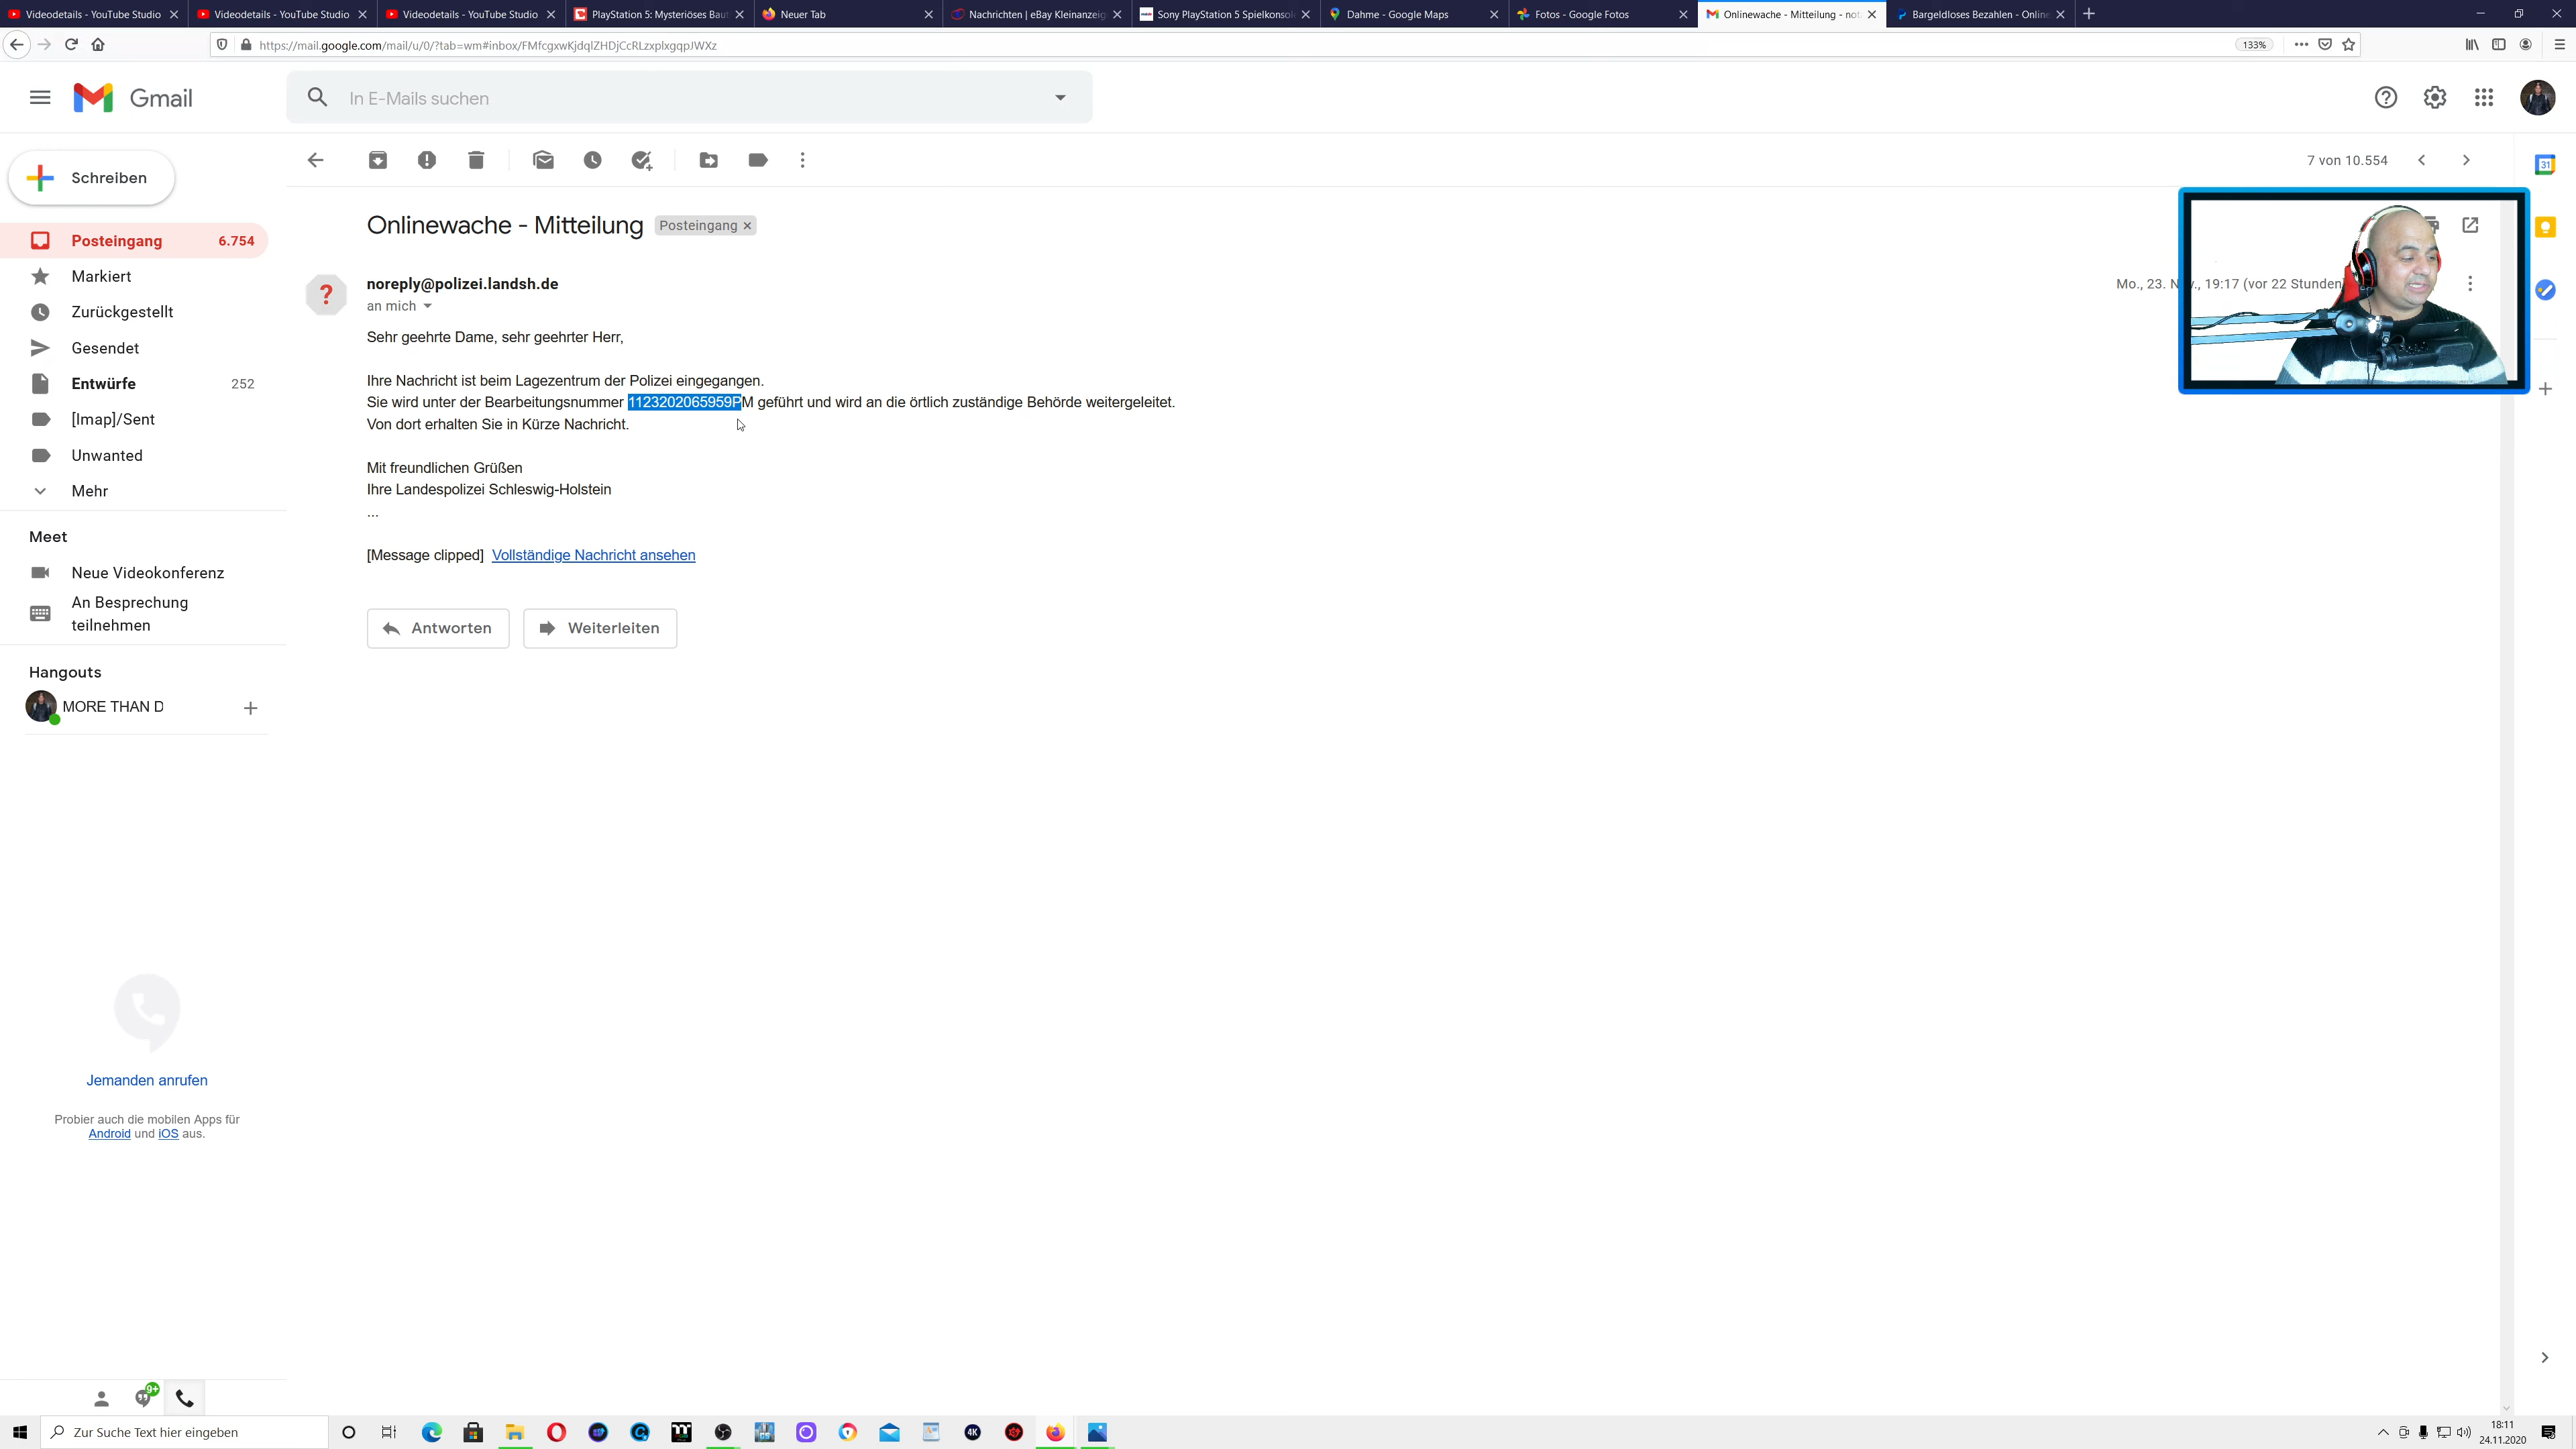 Videodetails - YouTube Studio
Videodetails - YouTube Studio
Videodetails - YouTube Studio
PlayStation 5: Mysteriöses Baut
Neuer Tab
Nachrichten | eBay Kleinanzeig
Sony PlayStation 5 Spielkonsol
Dahme - Google Maps
Fotos - Google Fotos
Onlinewache - Mitteilung - not
Bargeldloses Bezahlen - Online
https://mail.google.com/mail/u/0/?tab=wm#inbox/FMfcgxwKjdqlZHDjCcRLzxplxgqpJWXz
133%
Gmail
In E-Mails suchen
Schreiben
7 von 10.554
31
Posteingang 6.754
Markiert
Zurückgestellt
Gesendet
Entwürfe 252
[Imap]/Sent
Unwanted
Mehr
Meet
Neue Videokonferenz
An Besprechung
teilnehmen
Hangouts
MORE THAN D
Jemanden anrufen
Probier auch die mobilen Apps für
Android und iOS aus.
9+
Onlinewache - Mitteilung Posteingang
noreply@polizei.landsh.de
an mich
Mo., 23. N
., 19:17 (vor 22 Stunden)
Sehr geehrte Dame, sehr geehrter Herr,
Ihre Nachricht ist beim Lagezentrum der Polizei eingegangen.
Sie wird unter der Bearbeitungsnummer 1123202065959PM geführt und wird an die örtlich zuständige Behörde weitergeleitet.
Von dort erhalten Sie in Kürze Nachricht.
Mit freundlichen Grüßen
Ihre Landespolizei Schleswig-Holstein
...
[Message clipped] Vollständige Nachricht ansehen
Antworten
Weiterleiten
Zur Suche Text hier eingeben
4K
18:11
24.11.2020